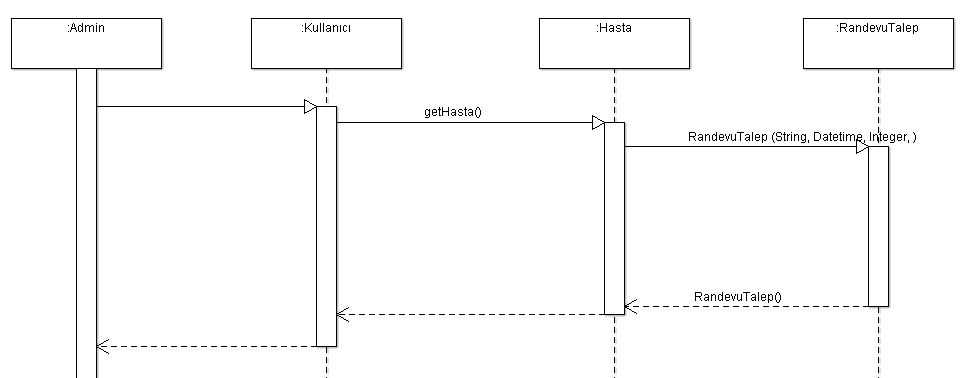 :Admin
:Kullanıcı
:Hasta
:RandevuTalep
getHasta()
RandevuTalep (String, Datetime, Integer, )
RandevuTalep()